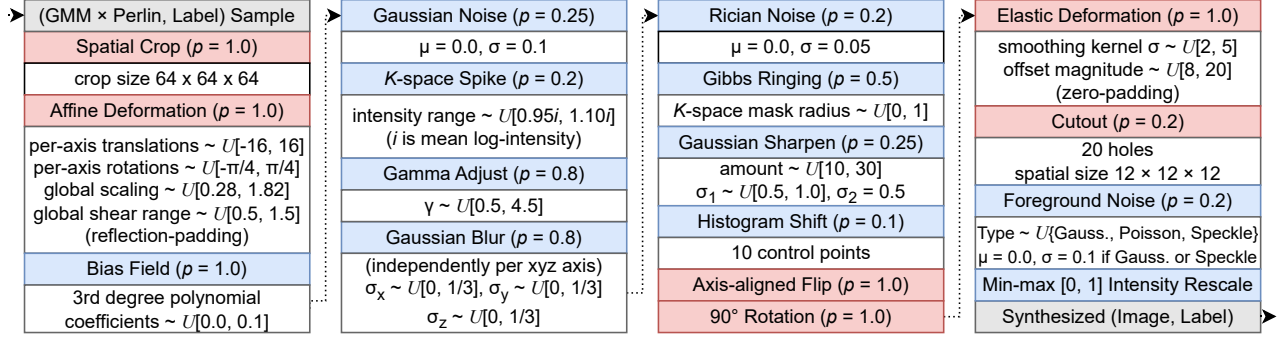 (GMM × Perlin, Label) Sample
Spatial Crop (p = 1.0)
crop size 64 x 64 x 64
Affine Deformation (p = 1.0)
per-axis translations ~ U[-16, 16]
per-axis rotations ~ U[-π/4, π/4]
global scaling ~ U[0.28, 1.82]
global shear range ~ U[0.5, 1.5]
(reflection-padding)
Bias Field (p = 1.0)
3rd degree polynomial
coefficients ~ U[0.0, 0.1]
Gaussian Noise (p = 0.25)
μ = 0.0, σ = 0.1
K-space Spike (p = 0.2)
intensity range ~ U[0.95i, 1.10i]
(i is mean log-intensity)
Gamma Adjust (p = 0.8)
γ ~ U[0.5, 4.5]
Gaussian Blur (p = 0.8)
(independently per xyz axis)
σx ~ U[0, 1/3], σy ~ U[0, 1/3]
σz ~ U[0, 1/3]
Rician Noise (p = 0.2)
μ = 0.0, σ = 0.05
Gibbs Ringing (p = 0.5)
K-space mask radius ~ U[0, 1]
Gaussian Sharpen (p = 0.25)
amount ~ U[10, 30]
σ1 ~ U[0.5, 1.0], σ2 = 0.5
Histogram Shift (p = 0.1)
10 control points
Axis-aligned Flip (p = 1.0)
90° Rotation (p = 1.0)
Elastic Deformation (p = 1.0)
smoothing kernel σ ~ U[2, 5]
offset magnitude ~ U[8, 20]
(zero-padding)
Cutout (p = 0.2)
20 holes
spatial size 12 × 12 × 12
Foreground Noise (p = 0.2)
Type ~ U{Gauss., Poisson, Speckle}
μ = 0.0, σ = 0.1 if Gauss. or Speckle
Min-max [0, 1] Intensity Rescale
Synthesized (Image, Label)